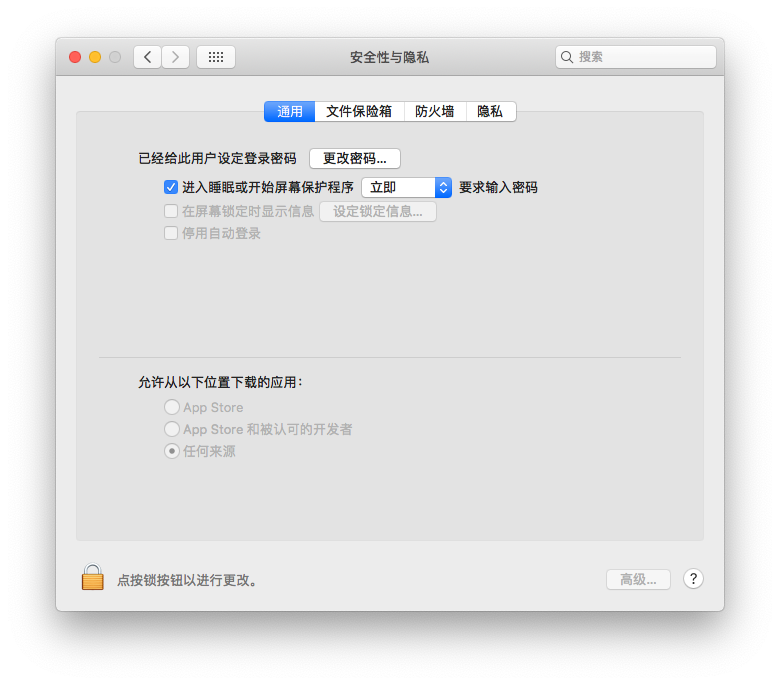 安全性与隐私
搜索
通用 文件保险箱 防火墙 隐私
已经给此用户设定登录密码 更改密码...
进入睡眠或开始屏幕保护程序 立即 要求输入密码
在屏幕锁定时显示信息 设定锁定信息...
停用自动登录
允许从以下位置下载的应用：
App Store
App Store 和被认可的开发者
任何来源
点按锁按钮以进行更改。 高级... ?